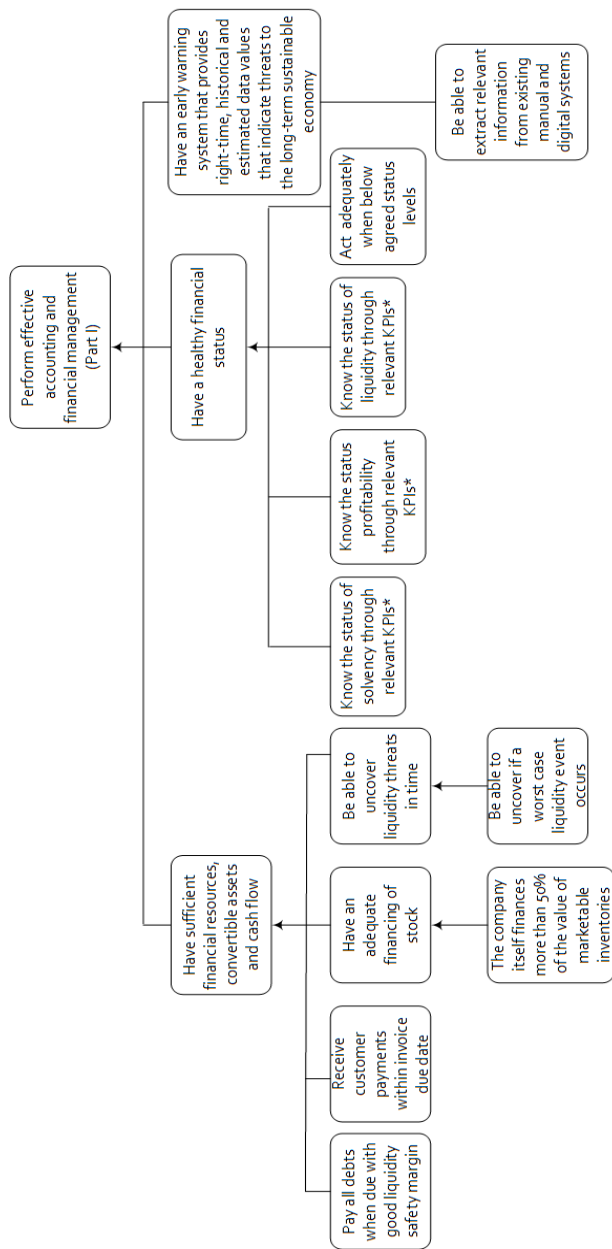 Perform effective
accounting and
financial management
(Part I)
Have sufficient
financial resources,
convertible assets
and cash flow
Have a healthy financial
status
Have an early warning
system that provides
right-time, historical and
estimated data values
that indicate threats to
the long-term sustainable
economy
Pay all debts
when due with
good liquidity
safety margin
Receive
customer
payments
within invoice
due date
Have an
adequate
financing of
stock
Be able to
uncover
liquidity threats
in time
Know the status of
solvency through
relevant KPIs*
Know the status
profitability
through relevant
KPIs*
Know the status of
liquidity through
relevant KPIs*
Act adequately
when below
agreed status
levels
The company
itself finances
more than 50%
of the value of
marketable
inventories
Be able to
uncover if a
worst case
liquidity event
occurs
Be able to
extract relevant
information
from existing
manual and
digital systems